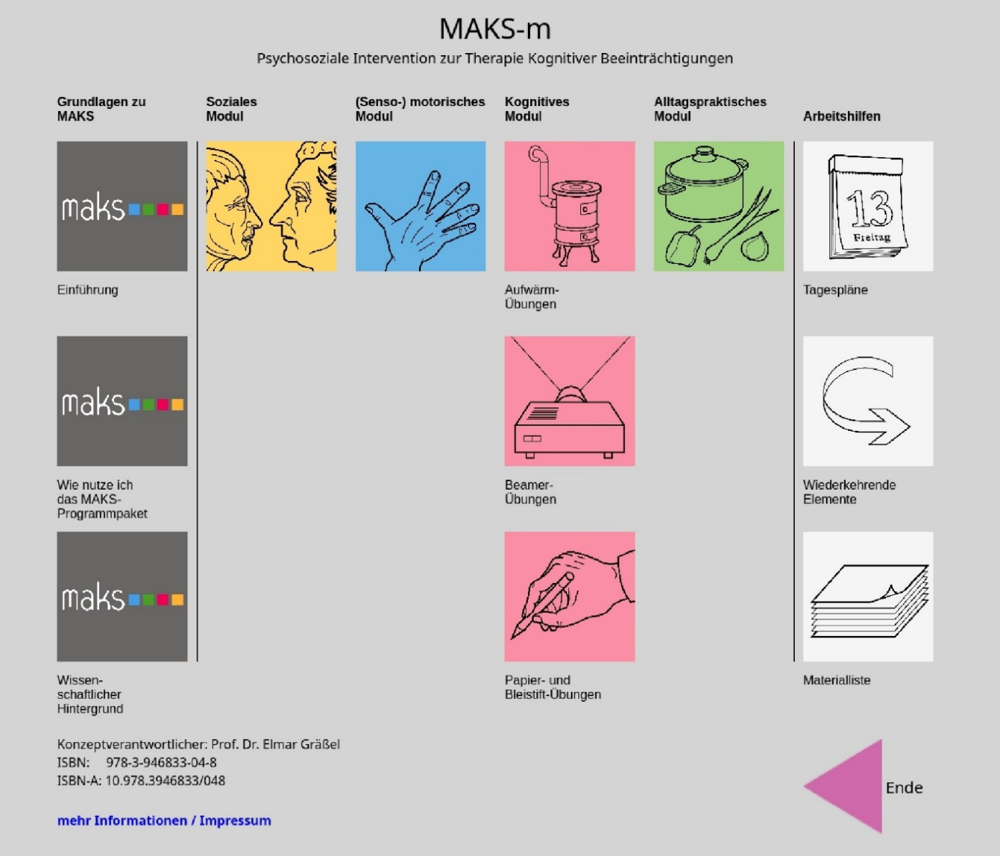 MAKS-m
Psychosoziale Intervention zur Therapie Kognitiver Beeinträchtigungen
Grundlagen zu
MAKS
Soziales
Modul
(Senso-) motorisches
Modul
Kognitives
Modul
Alltagspraktisches
Modul
Arbeitshilfen
maks
13
Freitag
Einführung
Aufwärm-
Übungen
Tagespläne
maks
Wie nutze ich
das MAKS-
Programmpaket
Beamer-
Übungen
Wiederkehrende
Elemente
maks
Wissen-
schaftlicher
Hintergrund
Papier- und
Bleistift-Übungen
Materialliste
Konzeptverantwortlicher: Prof. Dr. Elmar Gräßel
ISBN: 978-3-946833-04-8
ISBN-A: 10.978.3946833/048
Ende
mehr Informationen / Impressum